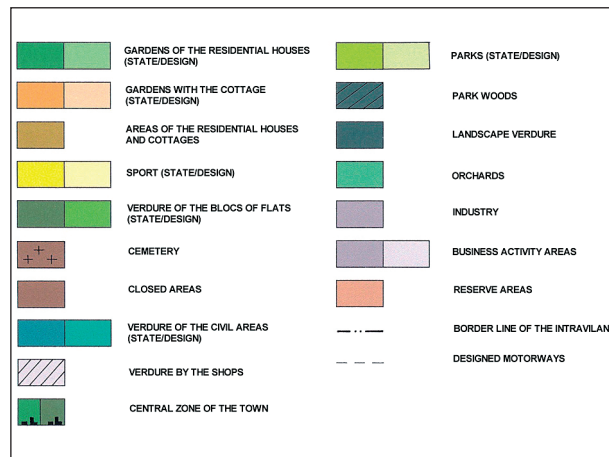 GARDENS OF THE RESIDENTIAL HOUSES
(STATE/DESIGN)
GARDENS WITH THE COTTAGE
(STATE/DESIGN)
AREAS OF THE RESIDENTIAL HOUSES
AND COTTAGES
SPORT (STATE/DESIGN)
VERDURE OF THE BLOCS OF FLATS
(STATE/DESIGN)
CEMETERY
CLOSED AREAS
VERDURE OF THE CIVIL AREAS
(STATE/DESIGN)
VERDURE BY THE SHOPS
CENTRAL ZONE OF THE TOWN
PARKS (STATE/DESIGN)
PARK WOODS
LANDSCAPE VERDURE
ORCHARDS
INDUSTRY
BUSINESS ACTIVITY AREAS
RESERVE AREAS
BORDER LINE OF THE INTRAVILAN
DESIGNED MOTORWAYS